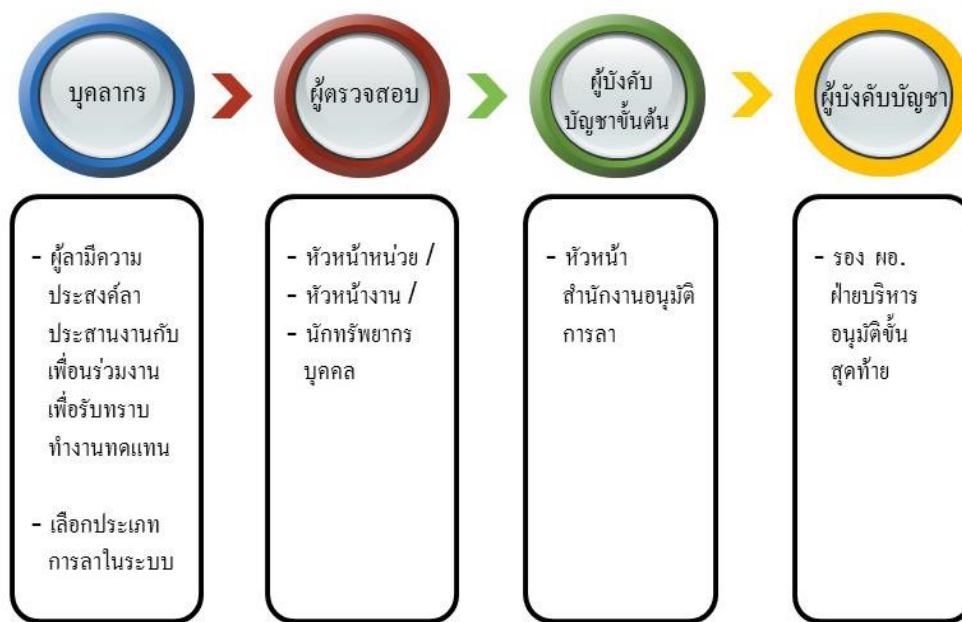 บุคลากร
ผู้ตรวจสอบ
ผู้บังคับ
บัญชาขั้นต้น
ผู้บังคับบัญชา
- ผู้ลามีความ
ประสงค์ลา
ประสานงานกับ
เพื่อนร่วมงาน
เพื่อรับทราบ
ทำงานทดแทน
- เลือกประเภท
การลาในระบบ
- หัวหน้าหน่วย /
- หัวหน้างาน /
- นักทรัพยากร
บุคคล
- หัวหน้า
สำนักงานอนุมัติ
การลา
- รอง ผอ.
ฝ่ายบริหาร
อนุมัติขั้น
สุดท้าย